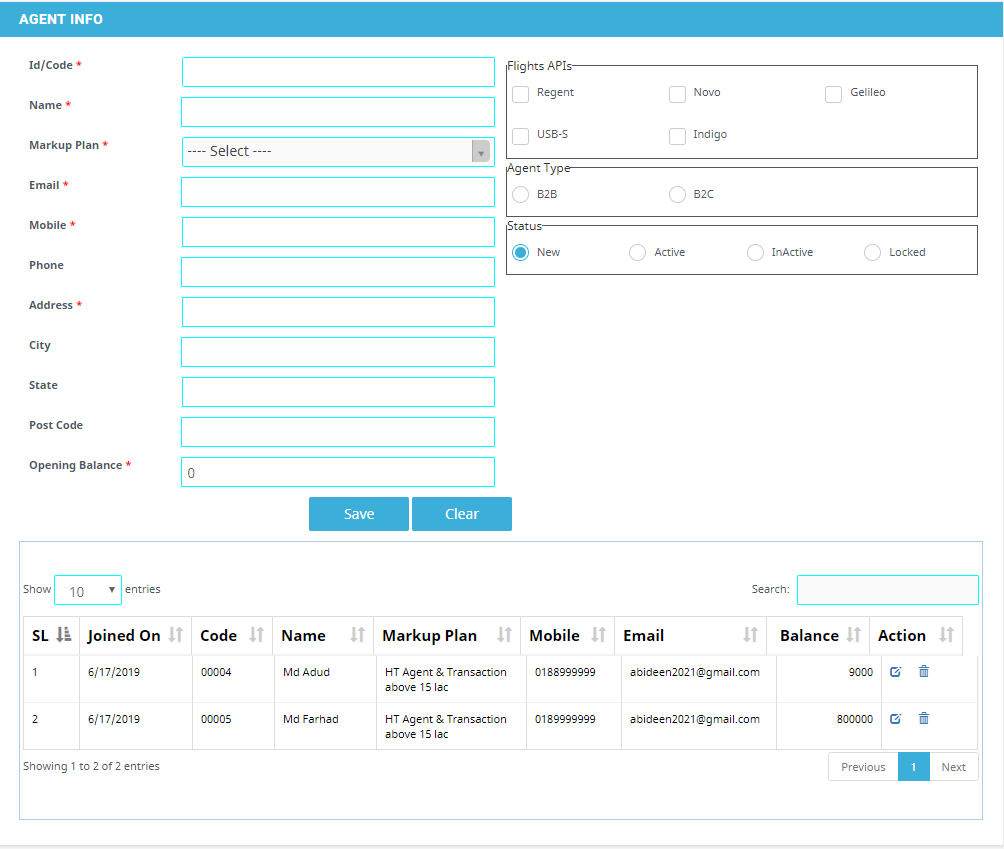 AGENT INFO
Id/Code *
Name *
Markup Plan *
---- Select ----
Email *
Mobile *
Phone
Address *
City
State
Post Code
Opening Balance *
0
Flights APIs
Regent Novo Gelileo
USB-S Indigo
Agent Type
B2B B2C
Status
New Active InActive Locked
Save Clear
Show 10 entries Search:
SL Joined On Code Name Markup Plan Mobile Email Balance Action
1 6/17/2019 00004 Md Adud HT Agent & Transaction 0188999999 abideen2021@gmail.com 9000
above 15 lac
2 6/17/2019 00005 Md Farhad HT Agent & Transaction 0189999999 abideen2021@gmail.com 800000
above 15 lac
Showing 1 to 2 of 2 entries Previous 1 Next